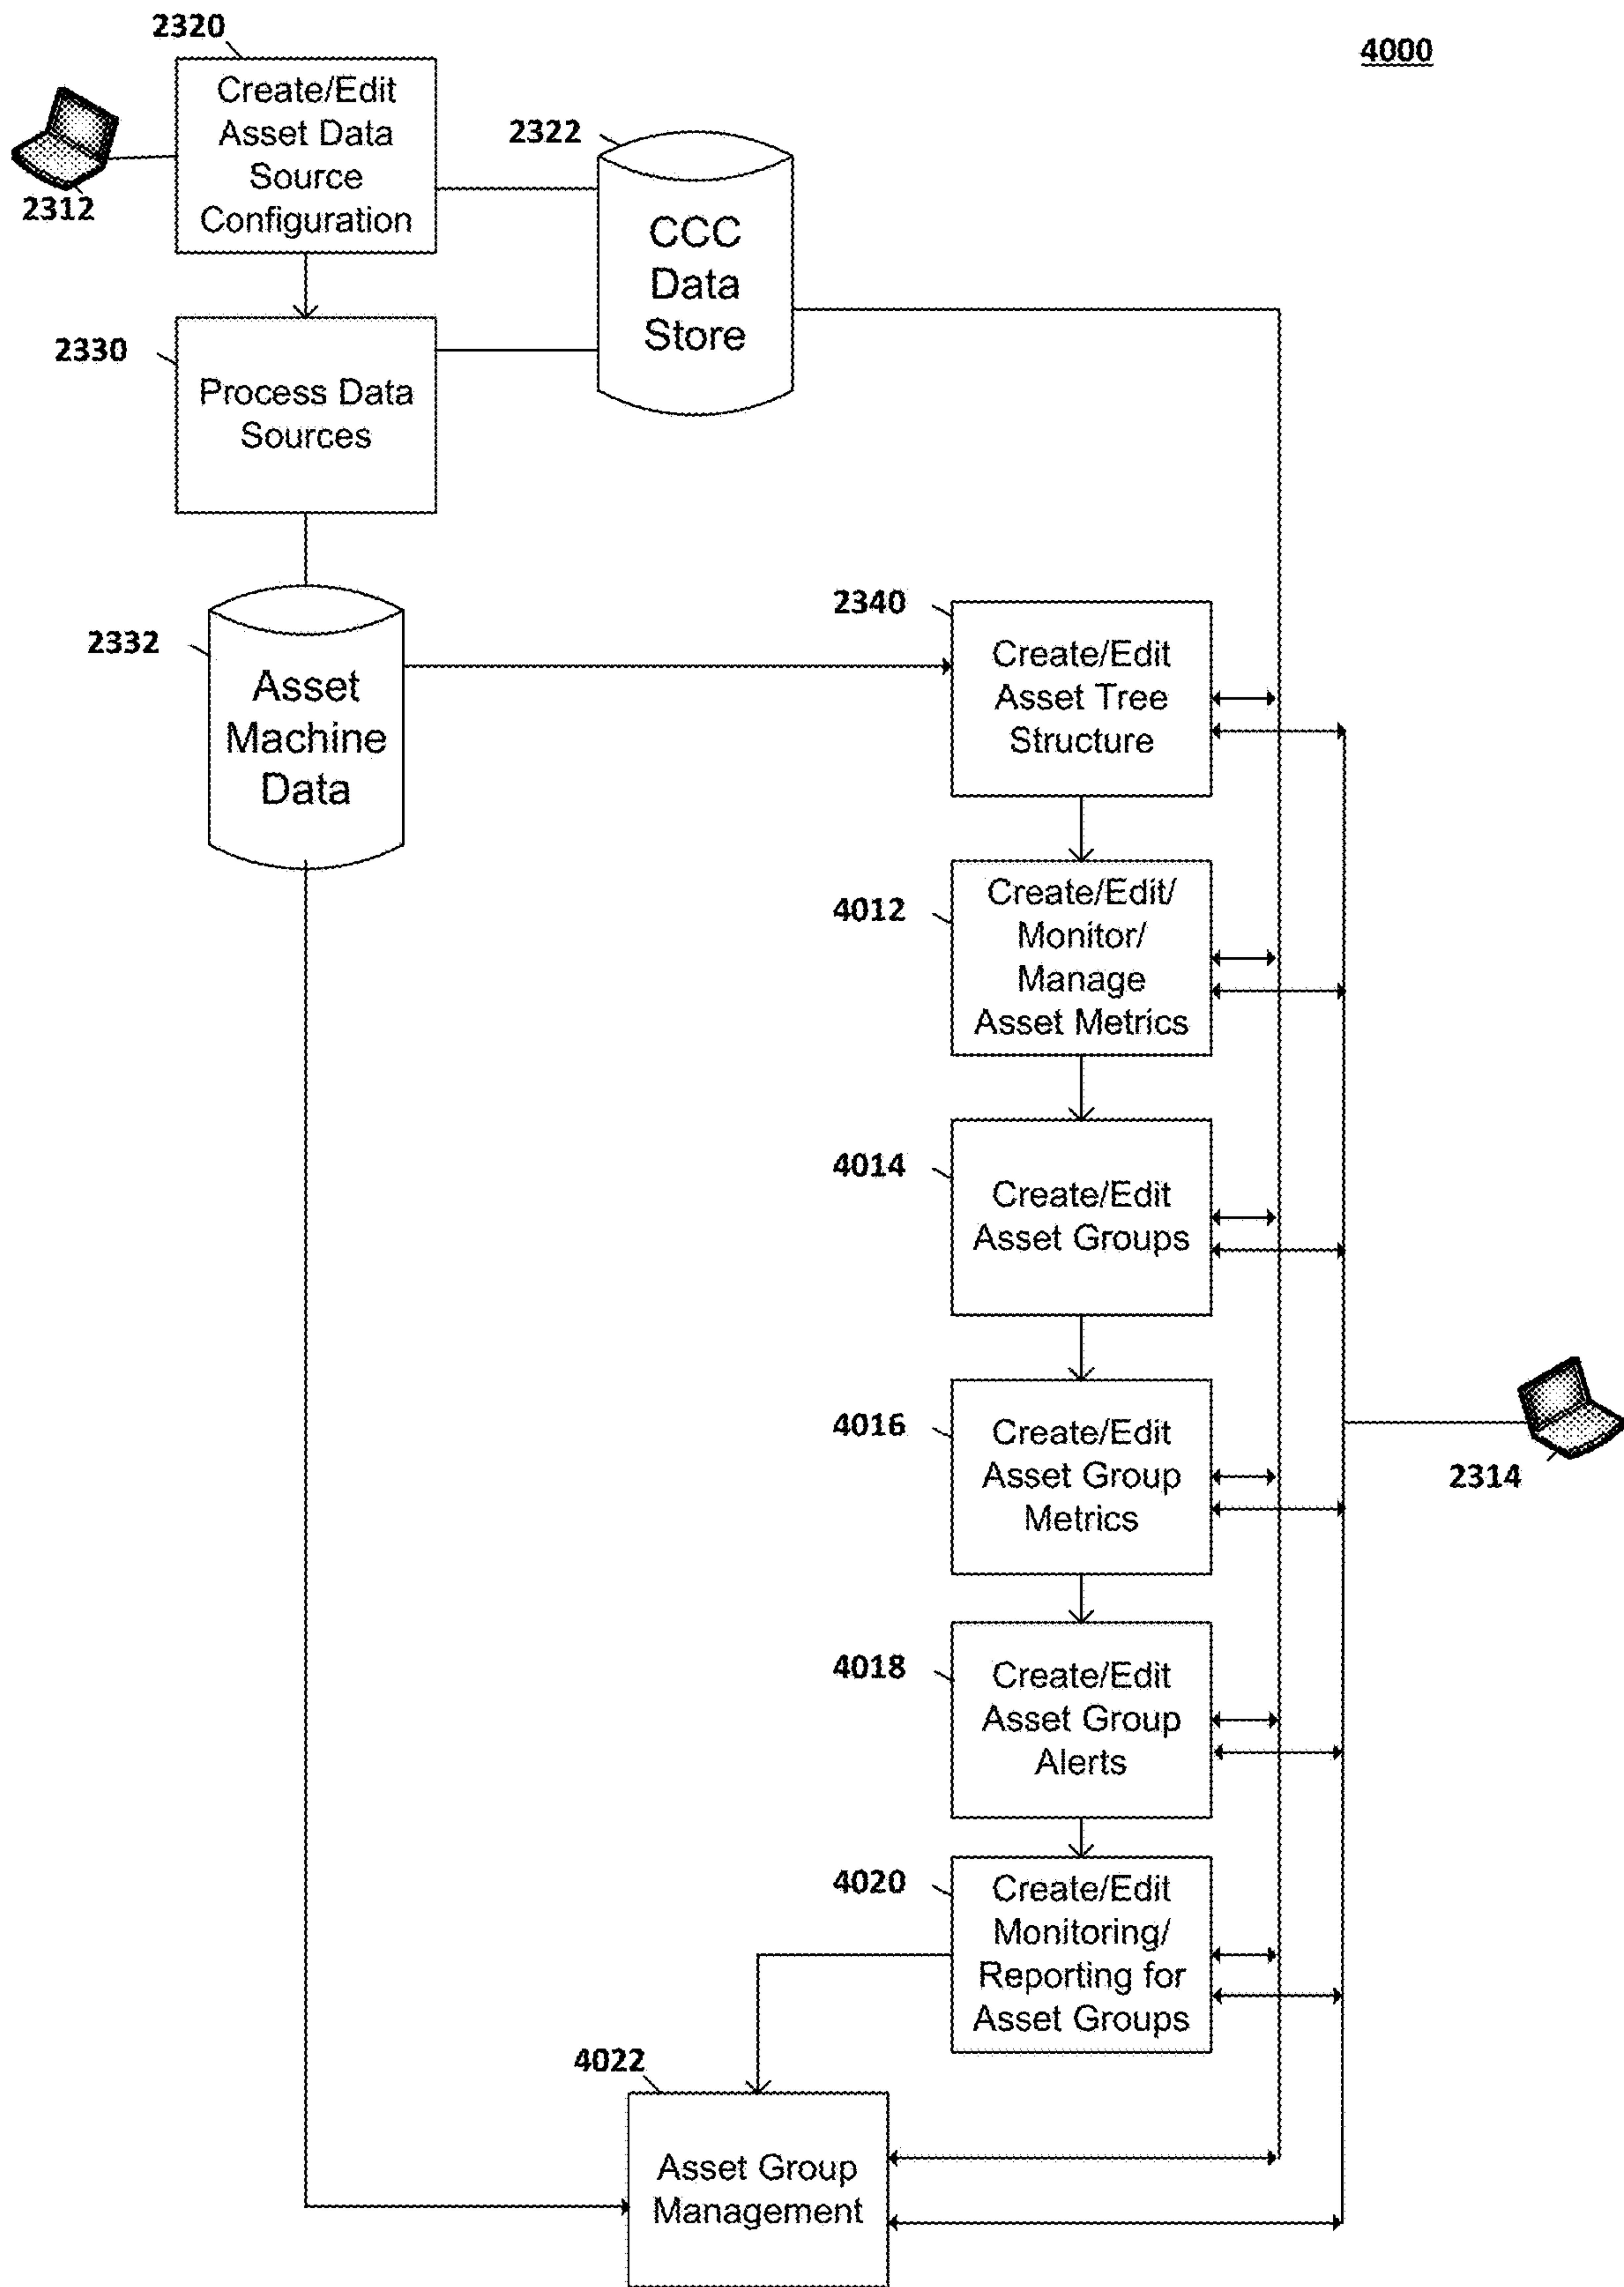 2320
4000
Create/Edit
Asset Data
Source
Configuration
2312
2322
CCC
Data
Store
2330
Process Data
Sources
2332
Asset
Machine
Data
2340
Create/Edit
Asset Tree
Structure
4012
Create/Edit/
Monitor/
Manage
Asset Metrics
4014
Create/Edit
Asset Groups
4016
Create/Edit
Asset Group
Metrics
2314
4018
Create/Edit
Asset Group
Alerts
4020
Create/Edit
Monitoring/
Reporting for
Asset Groups
4022
Asset Group
Management